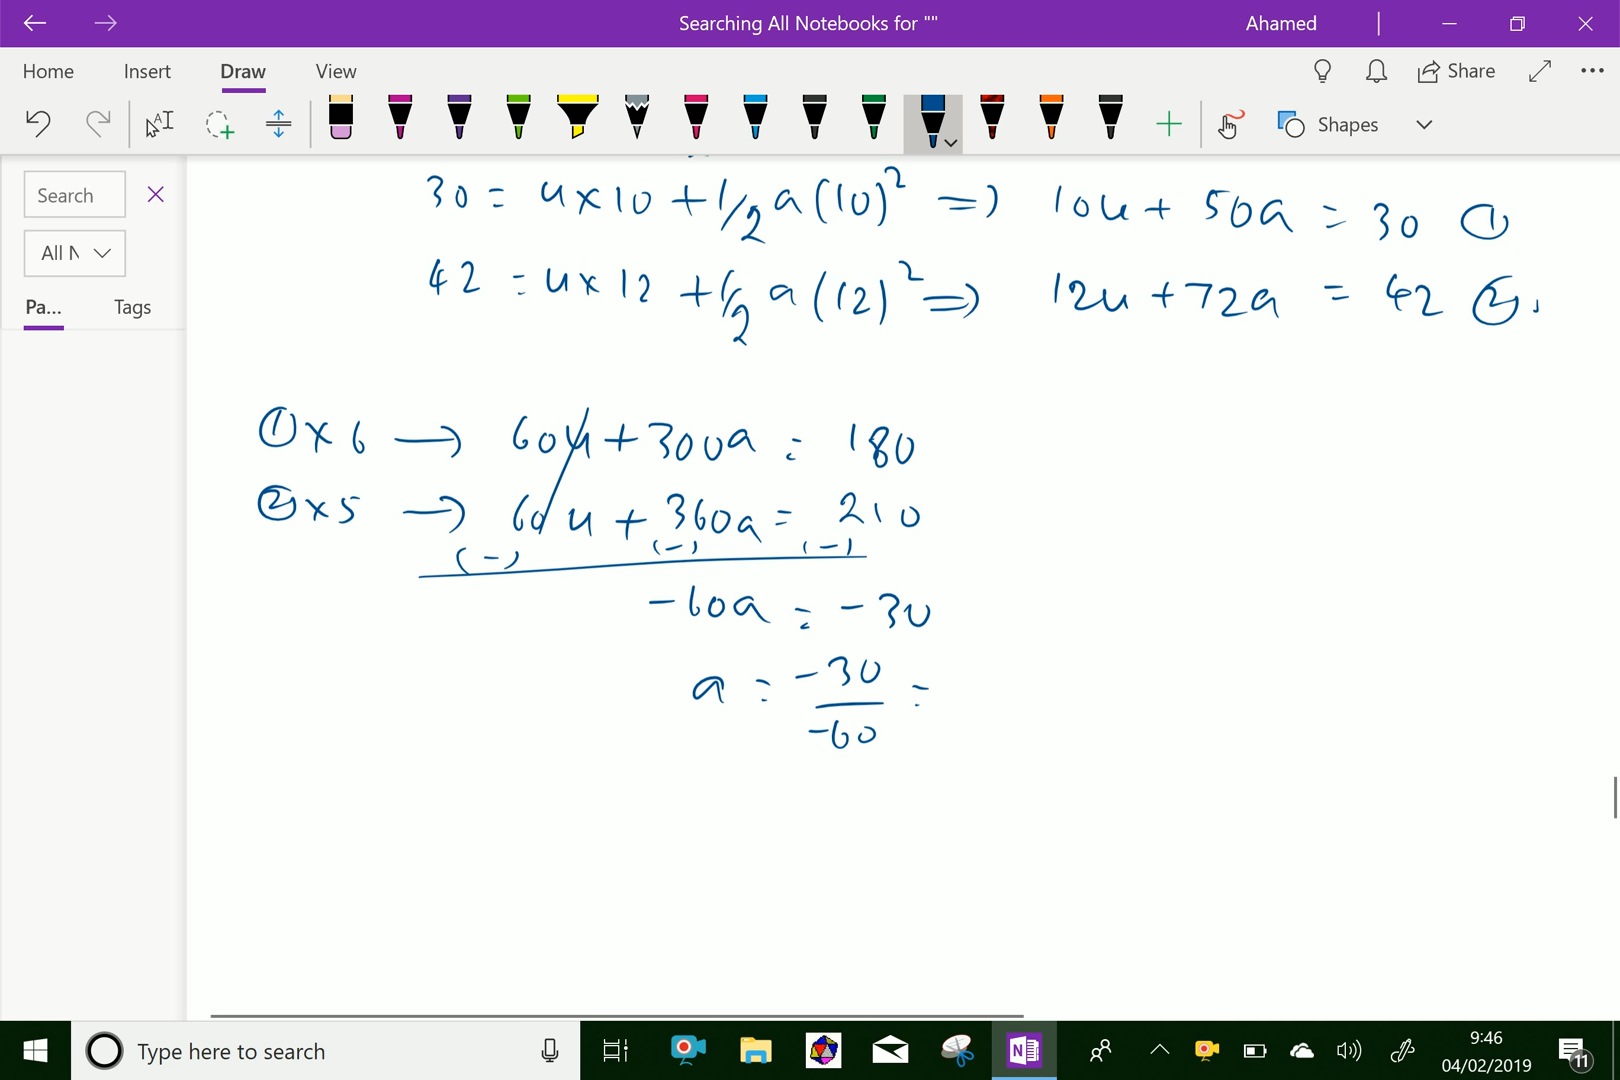 Searching All Notebooks for ""
Ahamed
Home Insert Draw View
Share
Shapes
Search
All N
Pa... Tags
30 = u×10 + 1/2 a(10)² => 10u + 50a = 30 ①
42 = u×12 + 1/2 a(12)² => 12u + 72a = 42 ②.
①×6 → 60u + 300a = 180
②×5 → 60u + 360a = 210
(-) (-) (-)
-60a = -30
a = -30/-60 =
Type here to search
N
9:46
04/02/2019
11